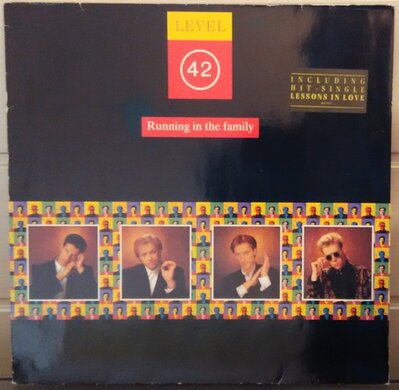 LEVEL
42
Running in the family
INCLUDING
HIT-SINGLE
LESSONS IN LOVE